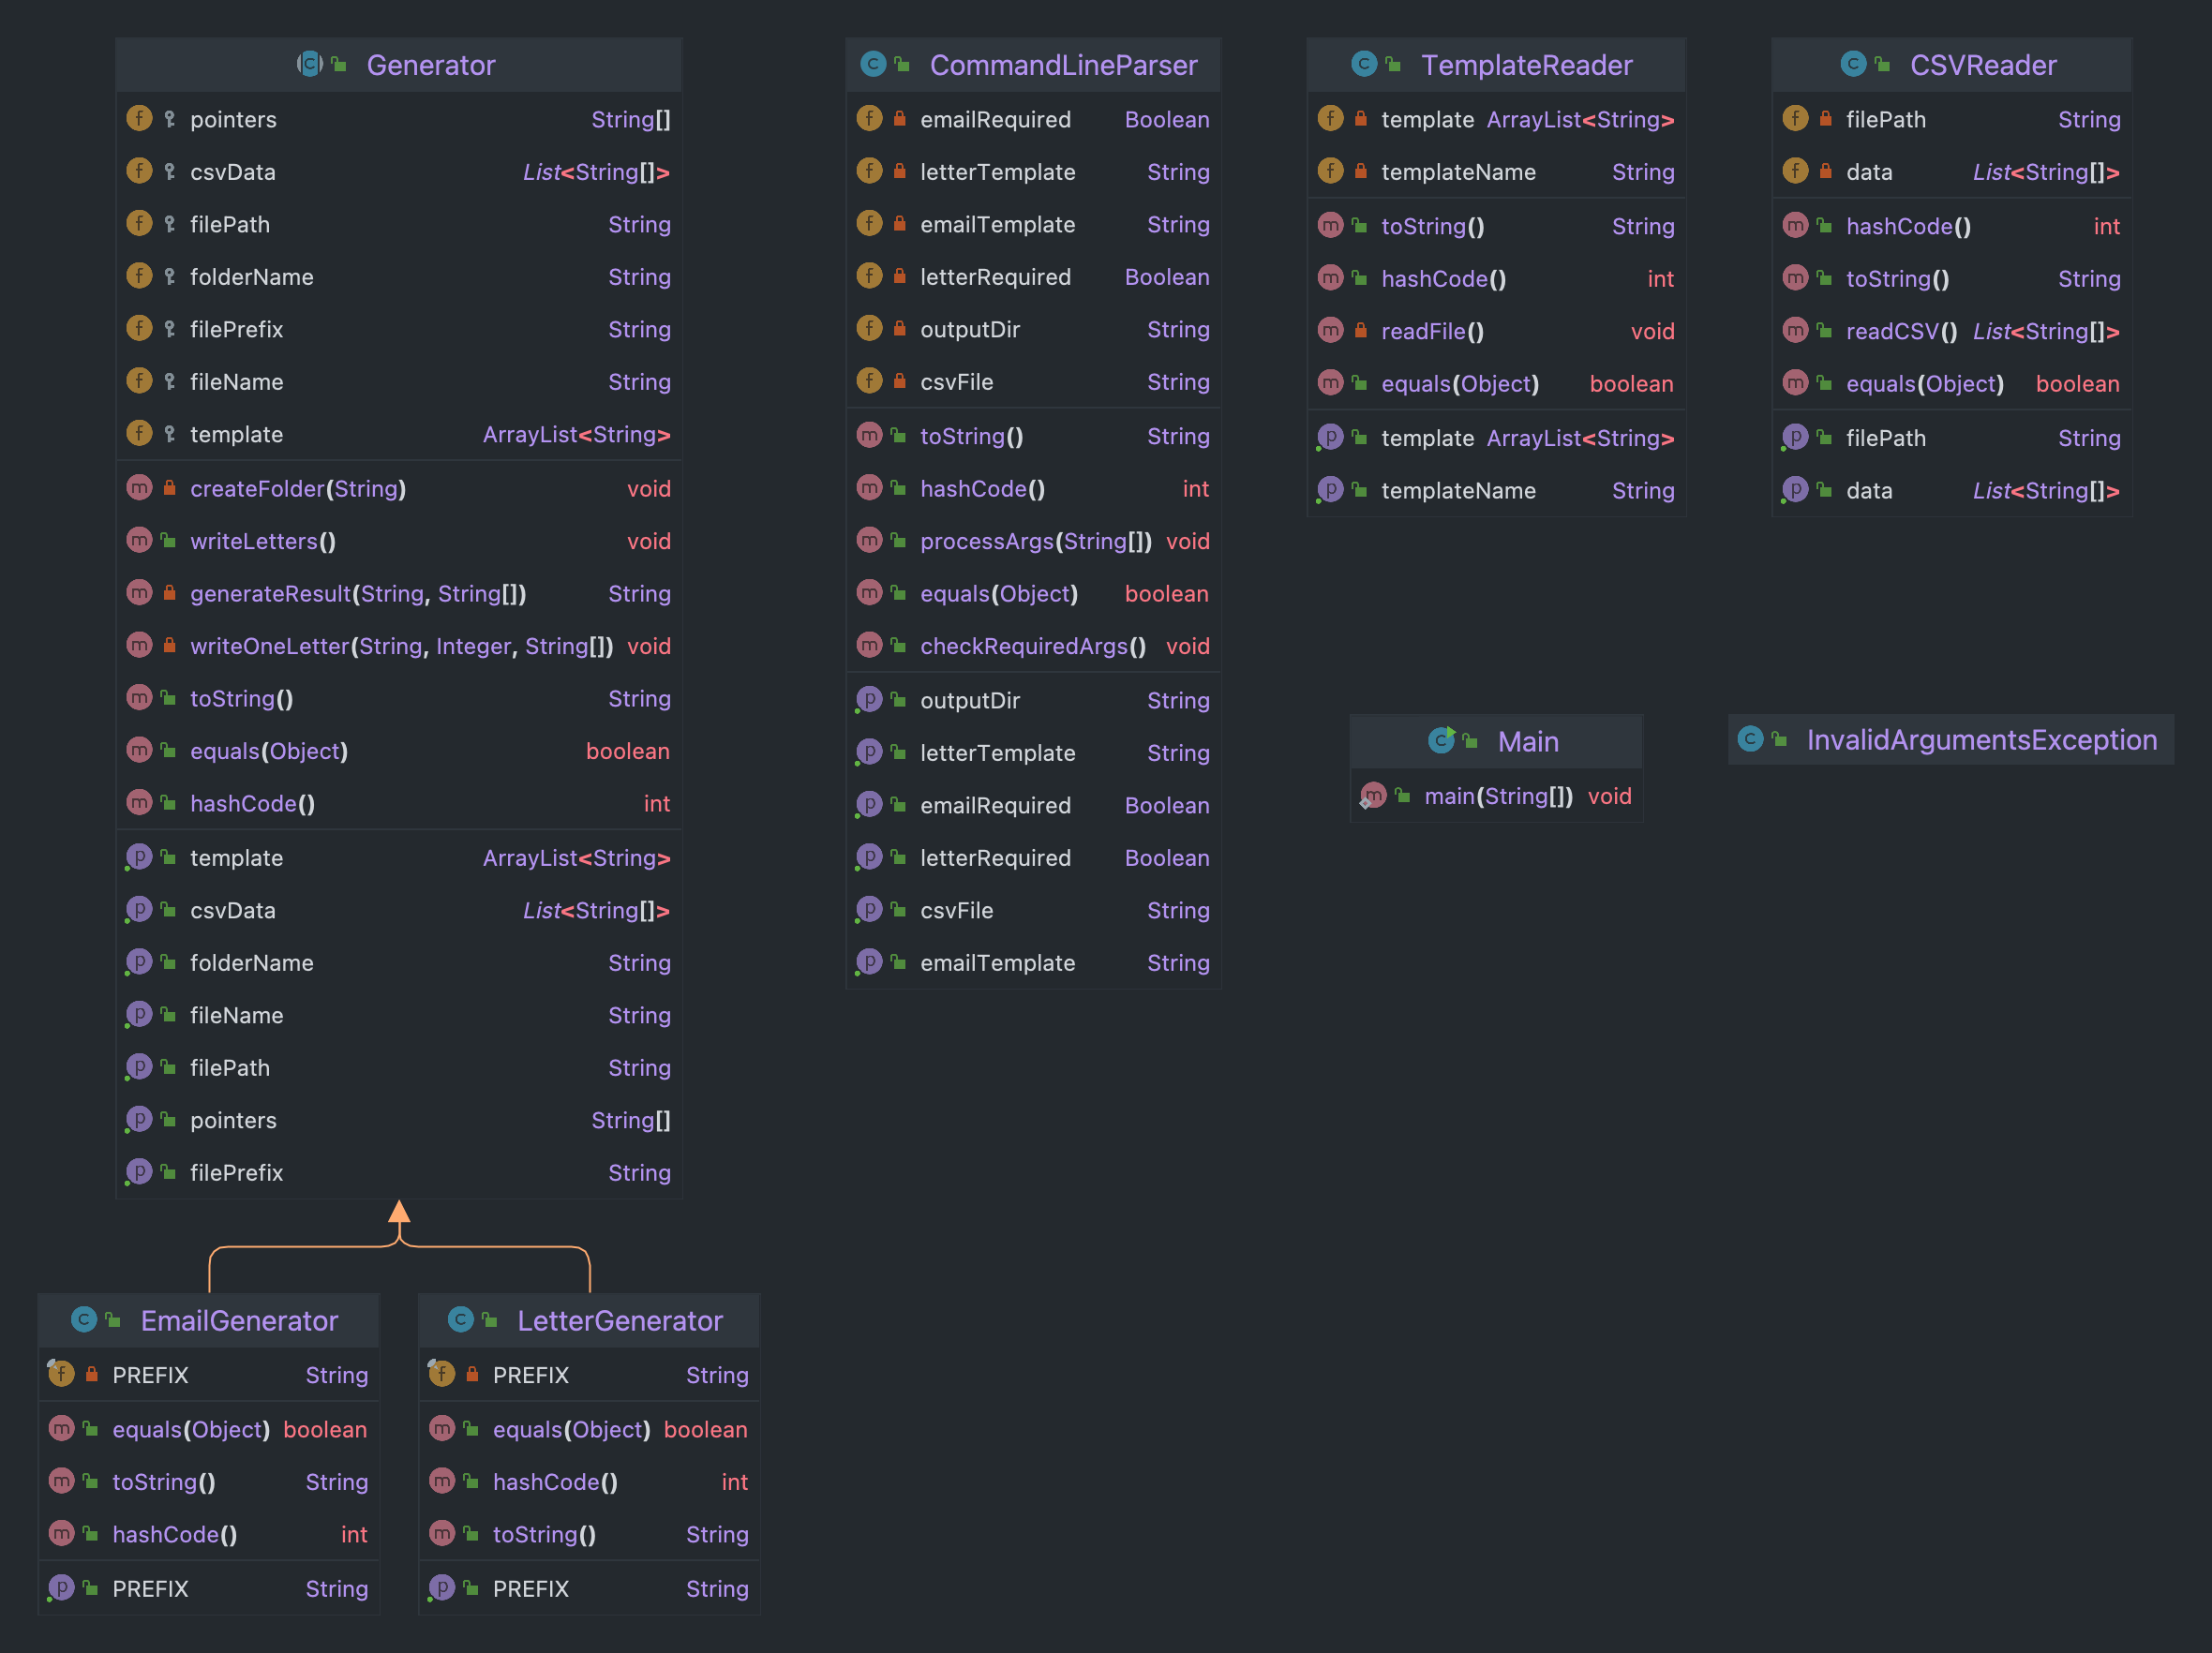 Generator
pointers String[]
csvData List<String[]>
filePath String
folderName String
filePrefix String
fileName String
template ArrayList<String>
createFolder(String) void
writeLetters() void
generateResult(String, String[]) String
writeOneLetter(String, Integer, String[]) void
toString() String
equals(Object) boolean
hashCode() int
template ArrayList<String>
csvData List<String[]>
folderName String
fileName String
filePath String
pointers String[]
filePrefix String
CommandLineParser
emailRequired Boolean
letterTemplate String
emailTemplate String
letterRequired Boolean
outputDir String
csvFile String
toString() String
hashCode() int
processArgs(String[]) void
equals(Object) boolean
checkRequiredArgs() void
outputDir String
letterTemplate String
emailRequired Boolean
letterRequired Boolean
csvFile String
emailTemplate String
TemplateReader
template ArrayList<String>
templateName String
toString() String
hashCode() int
readFile() void
equals(Object) boolean
template ArrayList<String>
templateName String
CSVReader
filePath String
data List<String[]>
hashCode() int
toString() String
readCSV() List<String[]>
equals(Object) boolean
filePath String
data List<String[]>
Main
main(String[]) void
InvalidArgumentsException
EmailGenerator
PREFIX String
equals(Object) boolean
toString() String
hashCode() int
PREFIX String
LetterGenerator
PREFIX String
equals(Object) boolean
hashCode() int
toString() String
PREFIX String